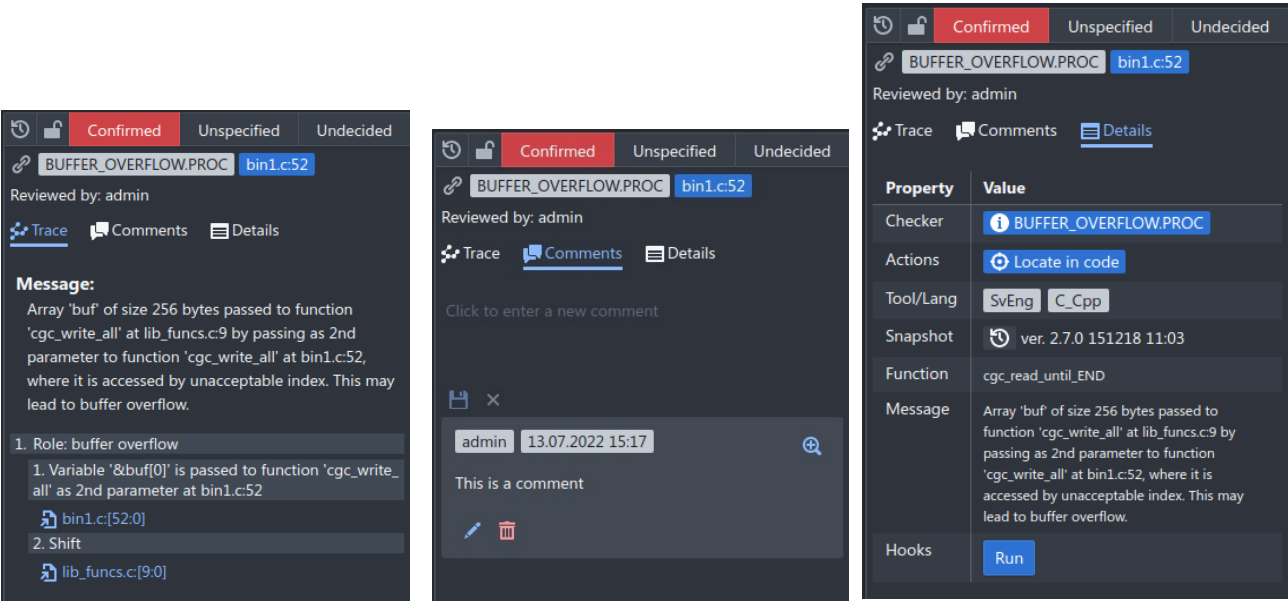 Confirmed Unspecified Undecided
BUFFER_OVERFLOW.PROC bin1.c:52
Reviewed by: admin
Trace Comments Details
Message:
Array 'buf' of size 256 bytes passed to function
'cgc_write_all' at lib_funcs.c:9 by passing as 2nd
parameter to function 'cgc_write_all' at bin1.c:52,
where it is accessed by unacceptable index. This may
lead to buffer overflow.
1. Role: buffer overflow
1. Variable '&buf[0]' is passed to function 'cgc_write_
all' as 2nd parameter at bin1.c:52
bin1.c:[52:0]
2. Shift
lib_funcs.c:[9:0]
Confirmed Unspecified Undecided
BUFFER_OVERFLOW.PROC bin1.c:52
Reviewed by: admin
Trace Comments Details
Click to enter a new comment
admin 13.07.2022 15:17
This is a comment
Confirmed Unspecified Undecided
BUFFER_OVERFLOW.PROC bin1.c:52
Reviewed by: admin
Trace Comments Details
Property Value
Checker BUFFER_OVERFLOW.PROC
Actions Locate in code
Tool/Lang SvEng C_Cpp
Snapshot ver. 2.7.0 151218 11:03
Function cgc_read_until_END
Message Array 'buf' of size 256 bytes passed to
function 'cgc_write_all' at lib_funcs.c:9 by
passing as 2nd parameter to function
'cgc_write_all' at bin1.c:52, where it is
accessed by unacceptable index. This may
lead to buffer overflow.
Hooks Run